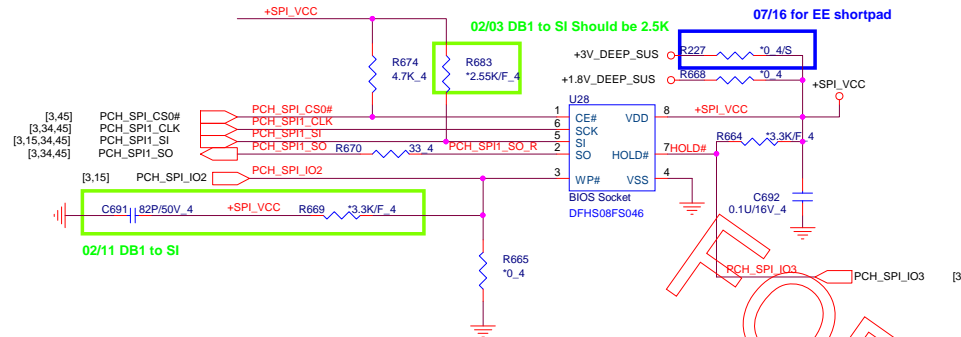 +SPI_VCC
02/03 DB1 to SI Should be 2.5K
07/16 for EE shortpad
R674
4.7K_4
R683
*2.55K/F_4
+3V_DEEP_SUS
R227
*0_4/S
+1.8V_DEEP_SUS
R668
*0_4
+SPI_VCC
U28
[3,45] PCH_SPI_CS0# PCH_SPI_CS0# 1 CE# VDD 8 +SPI_VCC
[3,34,45] PCH_SPI1_CLK PCH_SPI1_CLK 6 SCK
[3,15,34,45] PCH_SPI1_SI PCH_SPI1_SI 5 SI
R664 *3.3K/F_4
[3,34,45] PCH_SPI1_SO PCH_SPI1_SO R670 33_4 PCH_SPI1_SO_R 2 SO HOLD# 7 HOLD#
[3,15] PCH_SPI_IO2 PCH_SPI_IO2 3 WP# VSS 4
BIOS Socket
DFHS08FS046
C692
0.1U/16V_4
C691 82P/50V_4 +SPI_VCC R669 *3.3K/F_4
02/11 DB1 to SI
R665
*0_4
PCH_SPI_IO3 PCH_SPI_IO3 [3